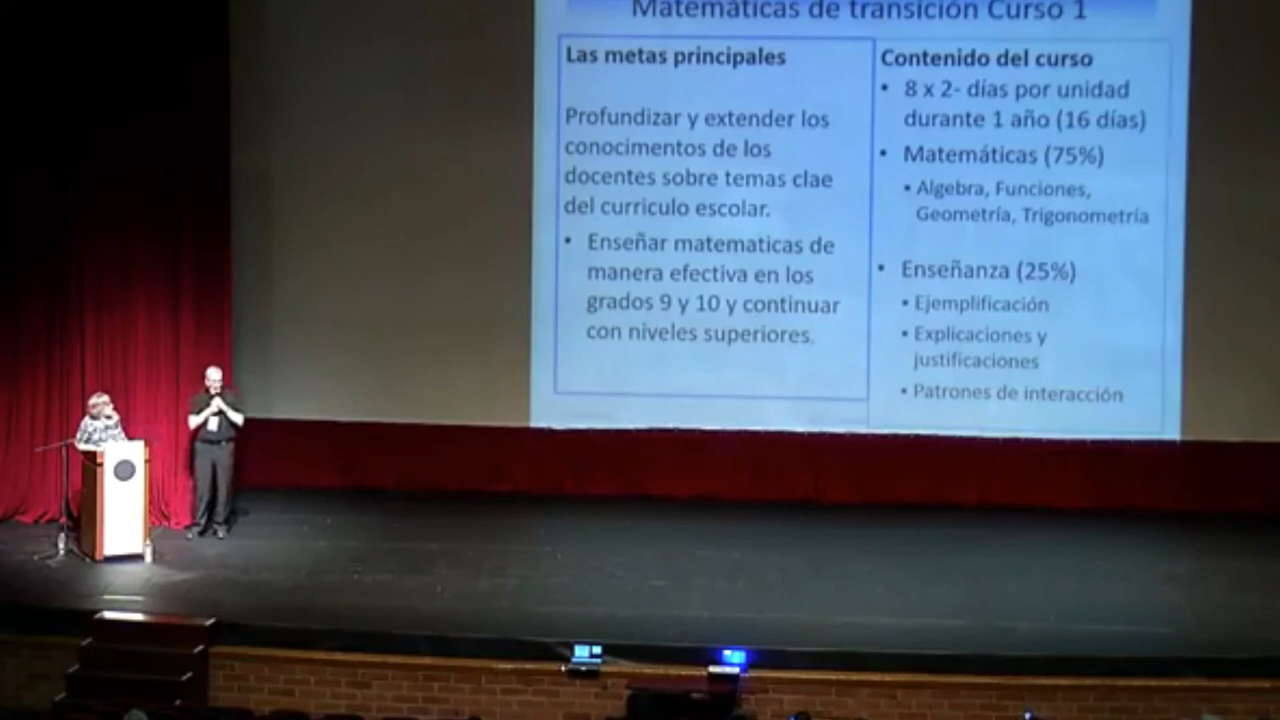 Matemáticas de transición Curso 1
Las metas principales
Profundizar y extender los
conocimentos de los
docentes sobre temas clae
del curriculo escolar.
• Enseñar matematicas de
manera efectiva en los
grados 9 y 10 y continuar
con niveles superiores.
Contenido del curso
• 8 x 2- días por unidad
durante 1 año (16 días)
• Matemáticas (75%)
▪ Algebra, Funciones,
Geometría, Trigonometría
• Enseñanza (25%)
▪ Ejemplificación
▪ Explicaciones y
justificaciones
▪ Patrones de interacción